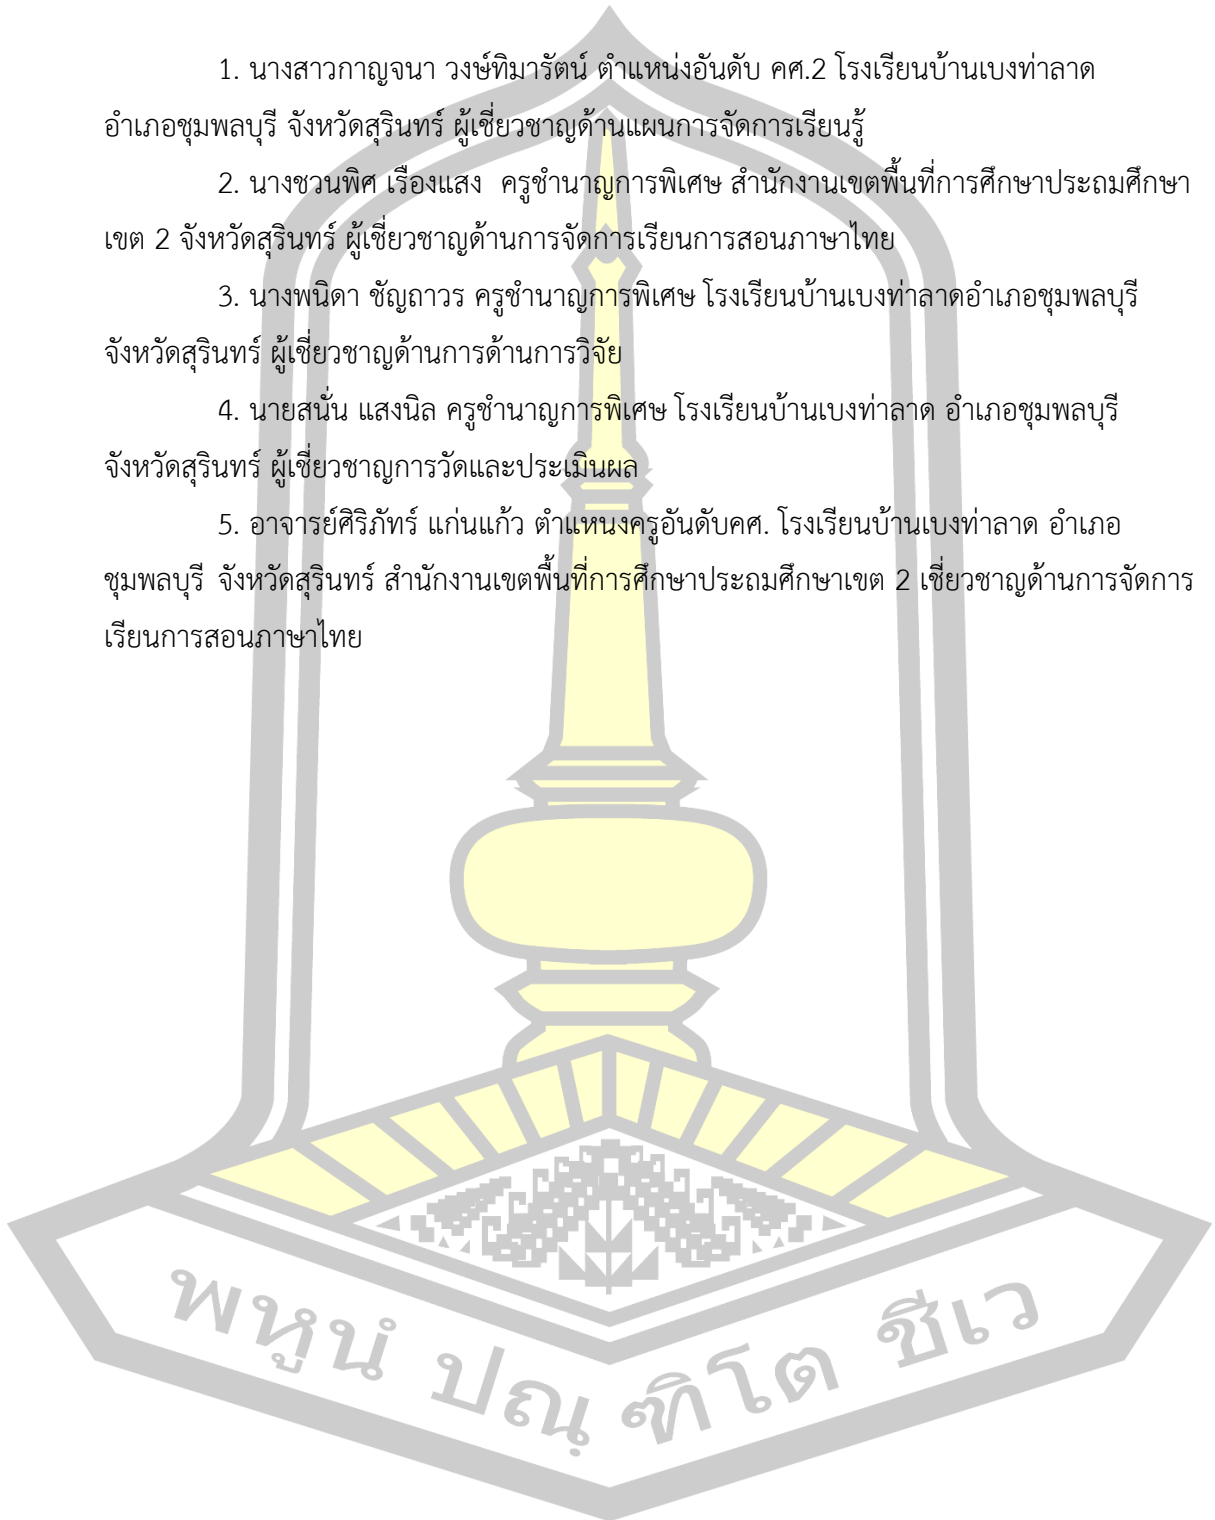 1. นางสาวกาญจนา วงษ์ทิมารัตน์ ตำแหน่งอันดับ คศ.2 โรงเรียนบ้านเบงท่าลาด
อำเภอชุมพลบุรี จังหวัดสุรินทร์ ผู้เชี่ยวชาญด้านแผนการจัดการเรียนรู้
2. นางชวนพิศ เรืองแสง  ครูชำนาญการพิเศษ สำนักงานเขตพื้นที่การศึกษาประถมศึกษา
เขต 2 จังหวัดสุรินทร์ ผู้เชี่ยวชาญด้านการจัดการเรียนการสอนภาษาไทย
3. นางพนิดา ชัญถาวร ครูชำนาญการพิเศษ โรงเรียนบ้านเบงท่าลาดอำเภอชุมพลบุรี
จังหวัดสุรินทร์ ผู้เชี่ยวชาญด้านการด้านการวิจัย
4. นายสนั่น แสงนิล ครูชำนาญการพิเศษ โรงเรียนบ้านเบงท่าลาด อำเภอชุมพลบุรี
จังหวัดสุรินทร์ ผู้เชี่ยวชาญการวัดและประเมินผล
5. อาจารย์ศิริภัทร์ แก่นแก้ว ตำแหนงครูอันดับคศ. โรงเรียนบ้านเบงท่าลาด อำเภอ
ชุมพลบุรี จังหวัดสุรินทร์ สำนักงานเขตพื้นที่การศึกษาประถมศึกษาเขต 2 เชี่ยวชาญด้านการจัดการ
เรียนการสอนภาษาไทย
พหูนํ ปณฺ ฑิโต ชีเว